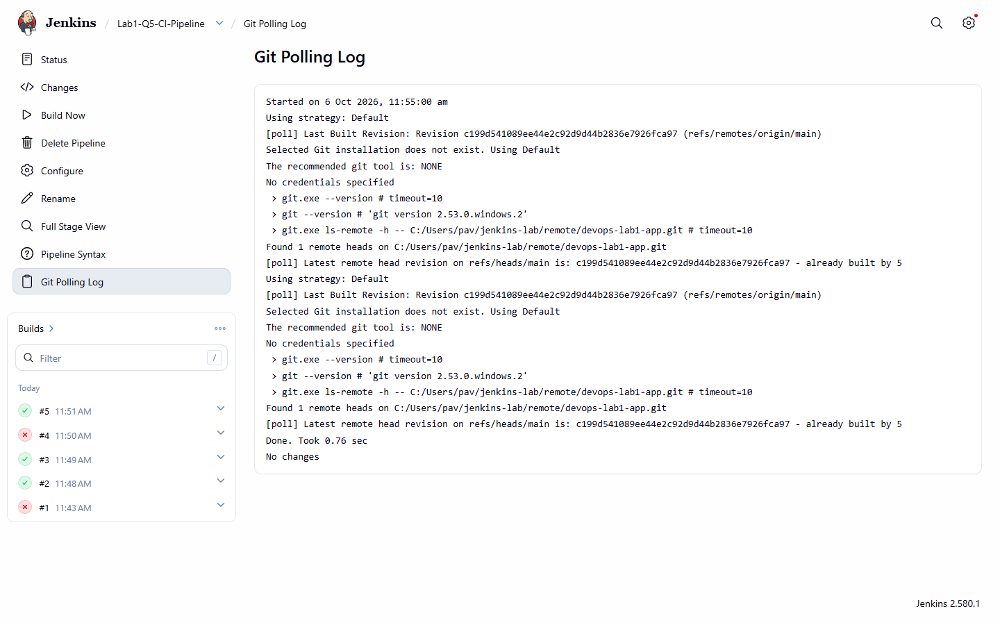 Jenkins / Lab1-Q5-CI-Pipeline / Git Polling Log
Status
Changes
Build Now
Delete Pipeline
Configure
Rename
Full Stage View
Pipeline Syntax
Git Polling Log
Builds
Filter /
Today
#5 11:51 AM
#4 11:50 AM
#3 11:49 AM
#2 11:48 AM
#1 11:43 AM
Git Polling Log
Started on 6 Oct 2026, 11:55:00 am
Using strategy: Default
[poll] Last Built Revision: Revision c199d541089ee44e2c92d9d44b2836e7926fca97 (refs/remotes/origin/main)
Selected Git installation does not exist. Using Default
The recommended git tool is: NONE
No credentials specified
 > git.exe --version # timeout=10
 > git --version # 'git version 2.53.0.windows.2'
 > git.exe ls-remote -h -- C:/Users/pav/jenkins-lab/remote/devops-lab1-app.git # timeout=10
Found 1 remote heads on C:/Users/pav/jenkins-lab/remote/devops-lab1-app.git
[poll] Latest remote head revision on refs/heads/main is: c199d541089ee44e2c92d9d44b2836e7926fca97 - already built by 5
Using strategy: Default
[poll] Last Built Revision: Revision c199d541089ee44e2c92d9d44b2836e7926fca97 (refs/remotes/origin/main)
Selected Git installation does not exist. Using Default
The recommended git tool is: NONE
No credentials specified
 > git.exe --version # timeout=10
 > git --version # 'git version 2.53.0.windows.2'
 > git.exe ls-remote -h -- C:/Users/pav/jenkins-lab/remote/devops-lab1-app.git # timeout=10
Found 1 remote heads on C:/Users/pav/jenkins-lab/remote/devops-lab1-app.git
[poll] Latest remote head revision on refs/heads/main is: c199d541089ee44e2c92d9d44b2836e7926fca97 - already built by 5
Done. Took 0.76 sec
No changes
Jenkins 2.580.1